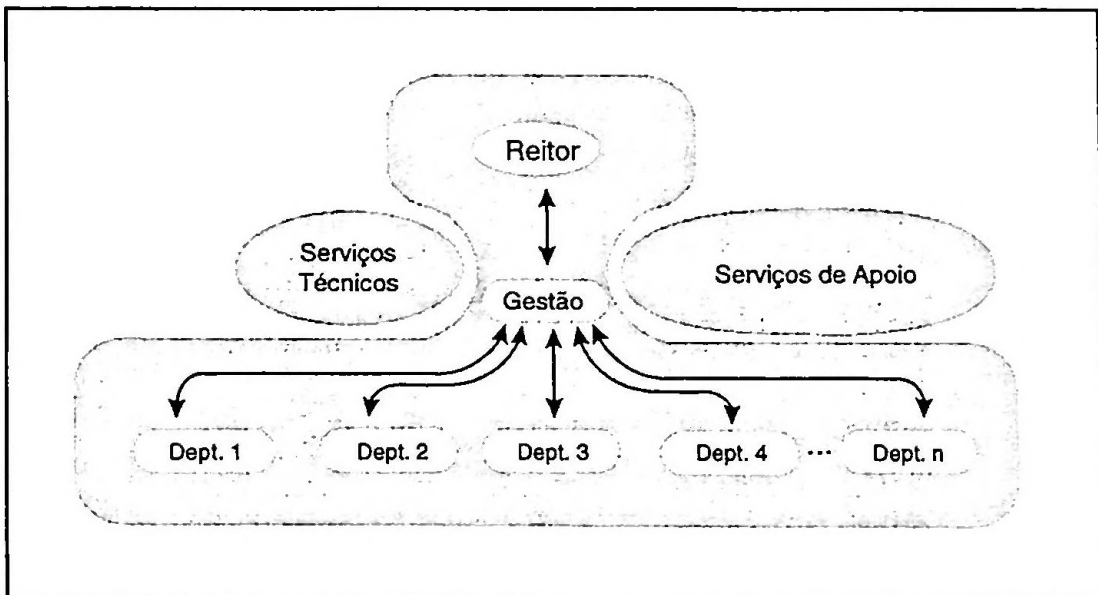 Reitor
Serviços
Técnicos
Serviços de Apoio
Gestão
Dept. 1
Dept. 2
Dept. 3
Dept. 4
...
Dept. n